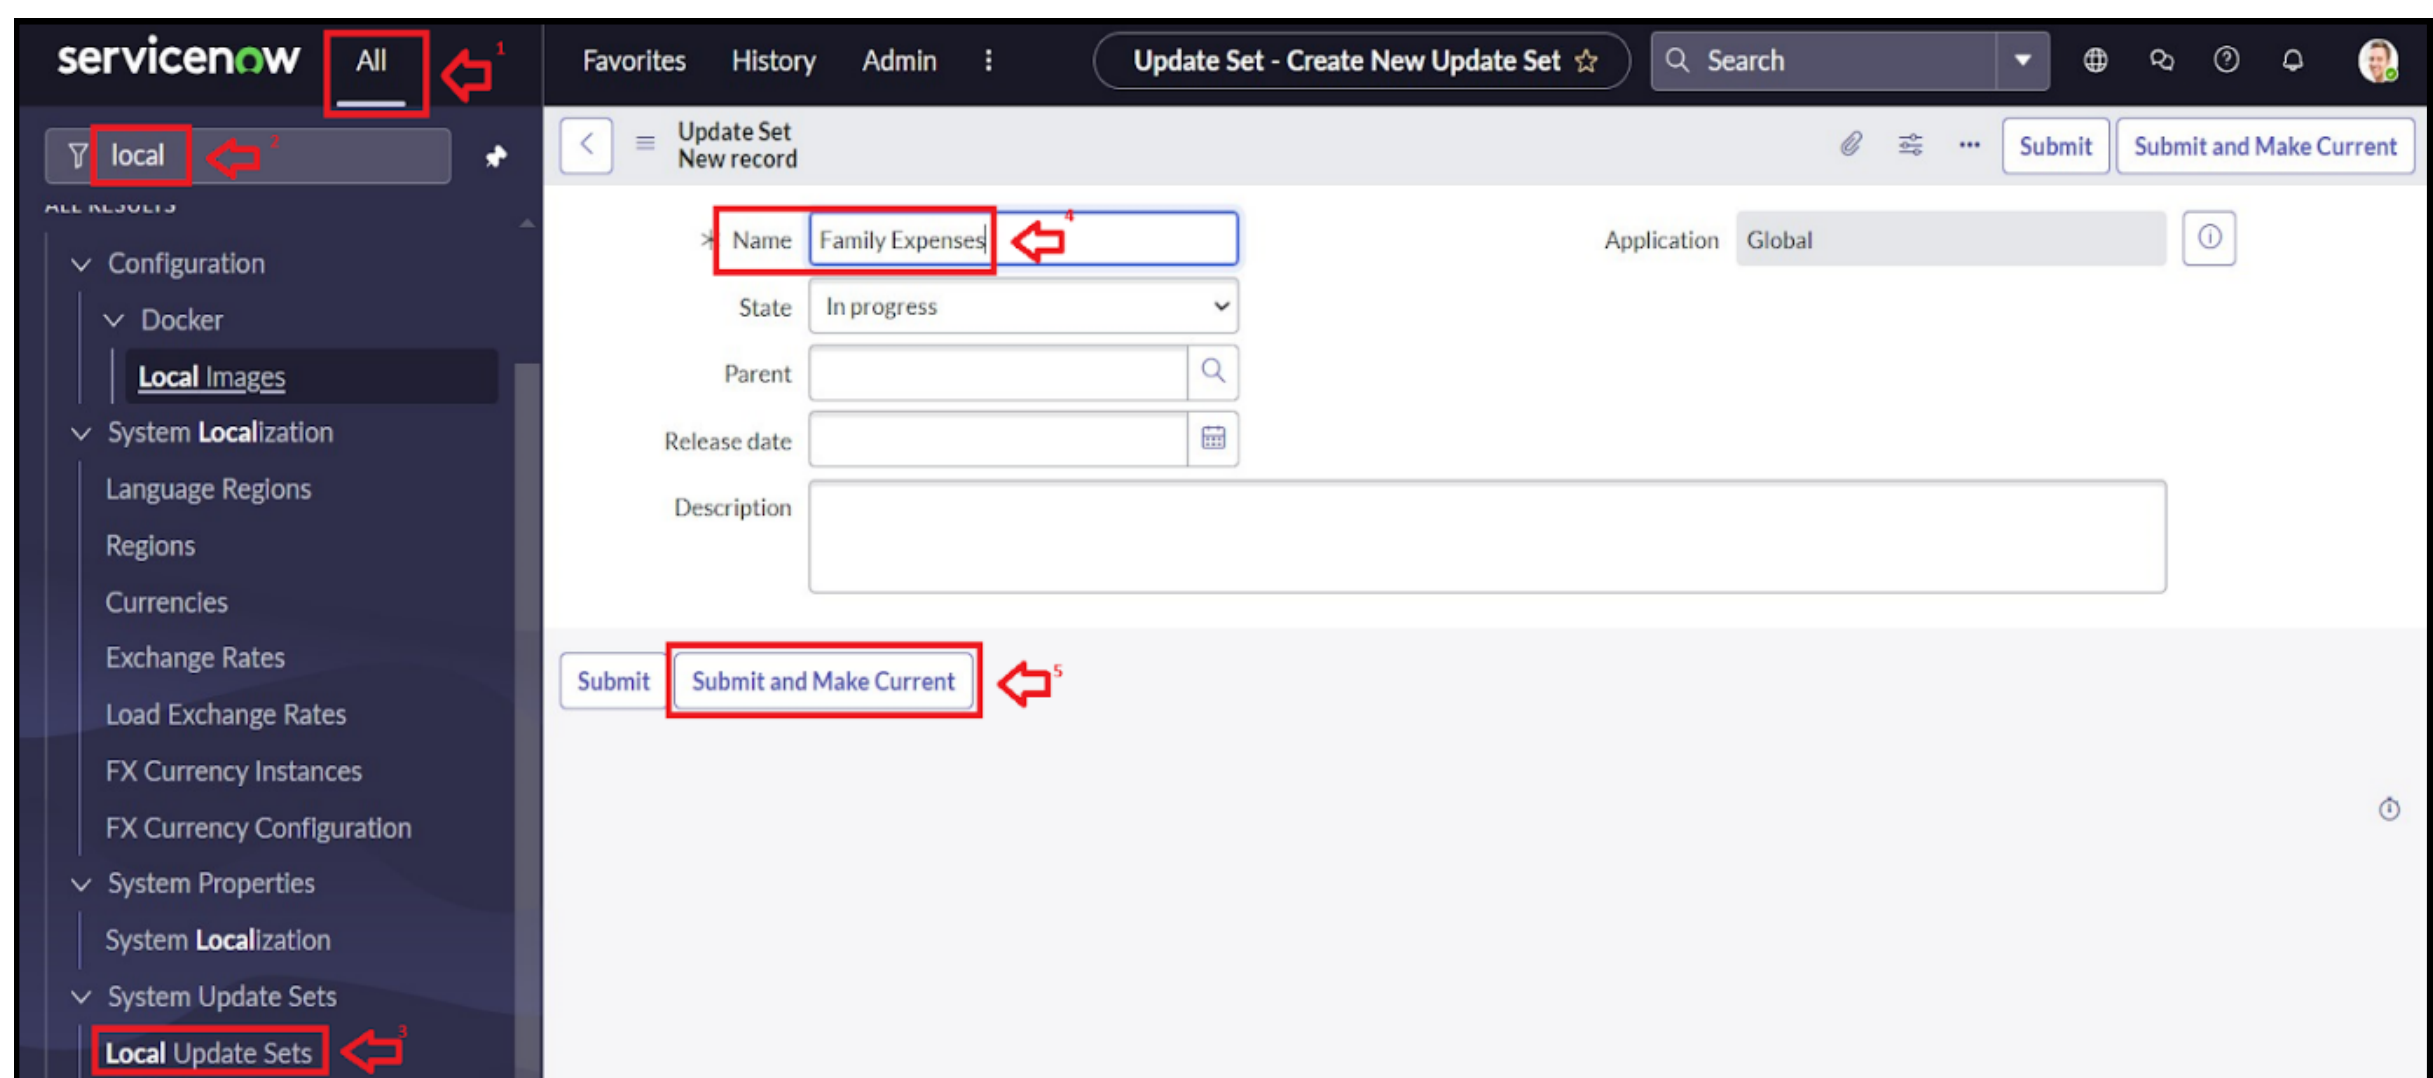 servicenow All 1 Favorites History Admin Update Set - Create New Update Set Search
local 2
ALL RESULTS
Configuration
Docker
Local Images
System Localization
Language Regions
Regions
Currencies
Exchange Rates
Load Exchange Rates
FX Currency Instances
FX Currency Configuration
System Properties
System Localization
System Update Sets
Local Update Sets 3
Update Set
New record
Submit Submit and Make Current
* Name Family Expenses 4 Application Global
State In progress
Parent
Release date
Description
Submit Submit and Make Current 5